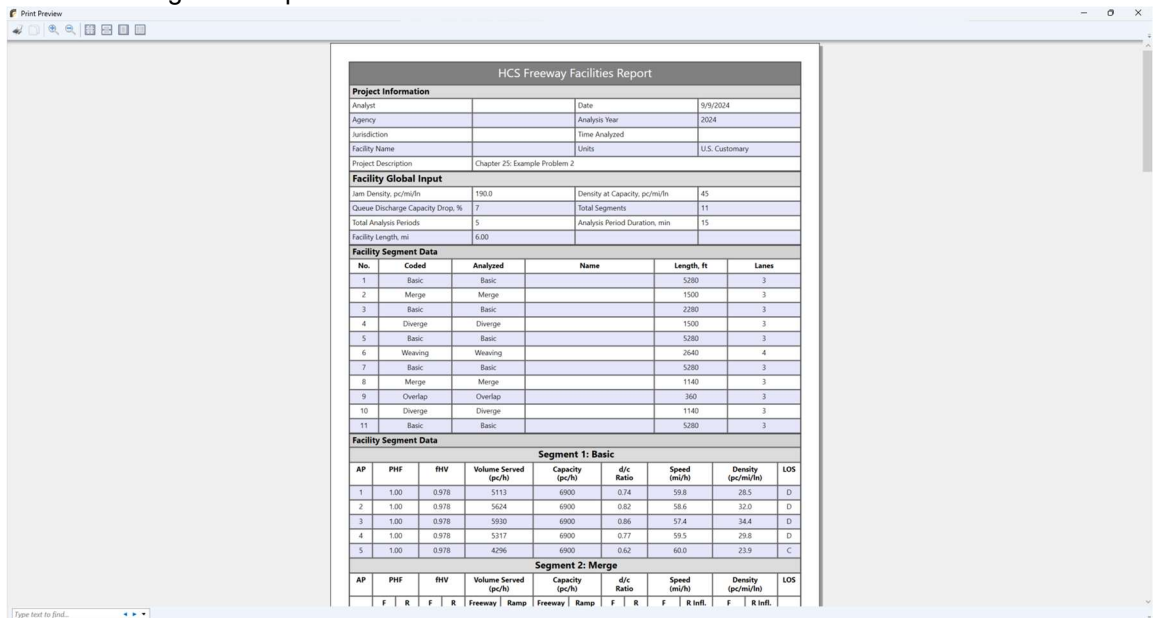 Print Preview
HCS Freeway Facilities Report
Project Information
Analyst Date 9/9/2024
Agency Analysis Year 2024
Jurisdiction Time Analyzed
Facility Name Units U.S. Customary
Project Description Chapter 25: Example Problem 2
Facility Global Input
Jam Density, pc/mi/ln 190.0 Density at Capacity, pc/mi/ln 45
Queue Discharge Capacity Drop, % 7 Total Segments 11
Total Analysis Periods 5 Analysis Period Duration, min 15
Facility Length, mi 6.00
Facility Segment Data
No. Coded Analyzed Name Length, ft Lanes
1 Basic Basic 5280 3
2 Merge Merge 1500 3
3 Basic Basic 2280 3
4 Diverge Diverge 1500 3
5 Basic Basic 5280 3
6 Weaving Weaving 2640 4
7 Basic Basic 5280 3
8 Merge Merge 1140 3
9 Overlap Overlap 360 3
10 Diverge Diverge 1140 3
11 Basic Basic 5280 3
Facility Segment Data
Segment 1: Basic
AP PHF fHV Volume Served (pc/h) Capacity (pc/h) d/c Ratio Speed (mi/h) Density (pc/mi/ln) LOS
1 1.00 0.978 5113 6900 0.74 59.8 28.5 D
2 1.00 0.978 5624 6900 0.82 58.6 32.0 D
3 1.00 0.978 5930 6900 0.86 57.4 34.4 D
4 1.00 0.978 5317 6900 0.77 59.5 29.8 D
5 1.00 0.978 4296 6900 0.62 60.0 23.9 C
Segment 2: Merge
AP PHF fHV Volume Served (pc/h) Capacity (pc/h) d/c Ratio Speed (mi/h) Density (pc/mi/ln) LOS
F R F R Freeway Ramp Freeway Ramp F R F R Infl. F R Infl.
Type text to find...